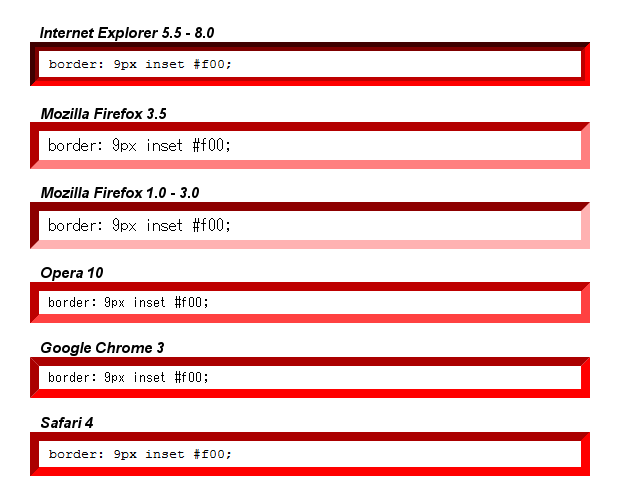 Internet Explorer 5.5 - 8.0
border: 9px inset #f00;
Mozilla Firefox 3.5
border: 9px inset #f00;
Mozilla Firefox 1.0 - 3.0
border: 9px inset #f00;
Opera 10
border: 9px inset #f00;
Google Chrome 3
border: 9px inset #f00;
Safari 4
border: 9px inset #f00;